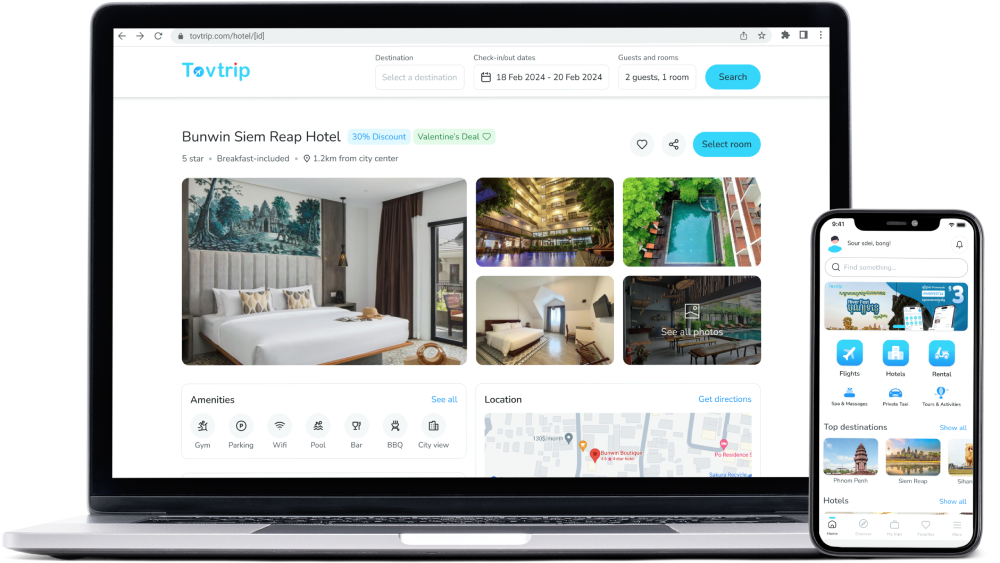 tovtrip.com/hotel/[id]
Tovtrip
Destination
Select a destination
Check-in/out dates
18 Feb 2024 - 20 Feb 2024
Guests and rooms
2 guests, 1 room
Search
Bunwin Siem Reap Hotel
30% Discount
Valentine's Deal
5 star • Breakfast-included • 1.2km from city center
Select room
See all photos
Amenities
See all
Gym
Parking
Wifi
Pool
Bar
BBQ
City view
Location
Get directions
130$/month
Bunwin Boutique
Po Residence
Sakura Recycle
9:41
Sour sdei, bong!
Find something...
$3
Flights
Hotels
Rental
Spa & Massages
Private Taxi
Tours & Activities
Top destinations
Show all
Phnom Penh
Siem Reap
Sihan
Hotels
Show all
Home
Discover
My trips
Favorites
More